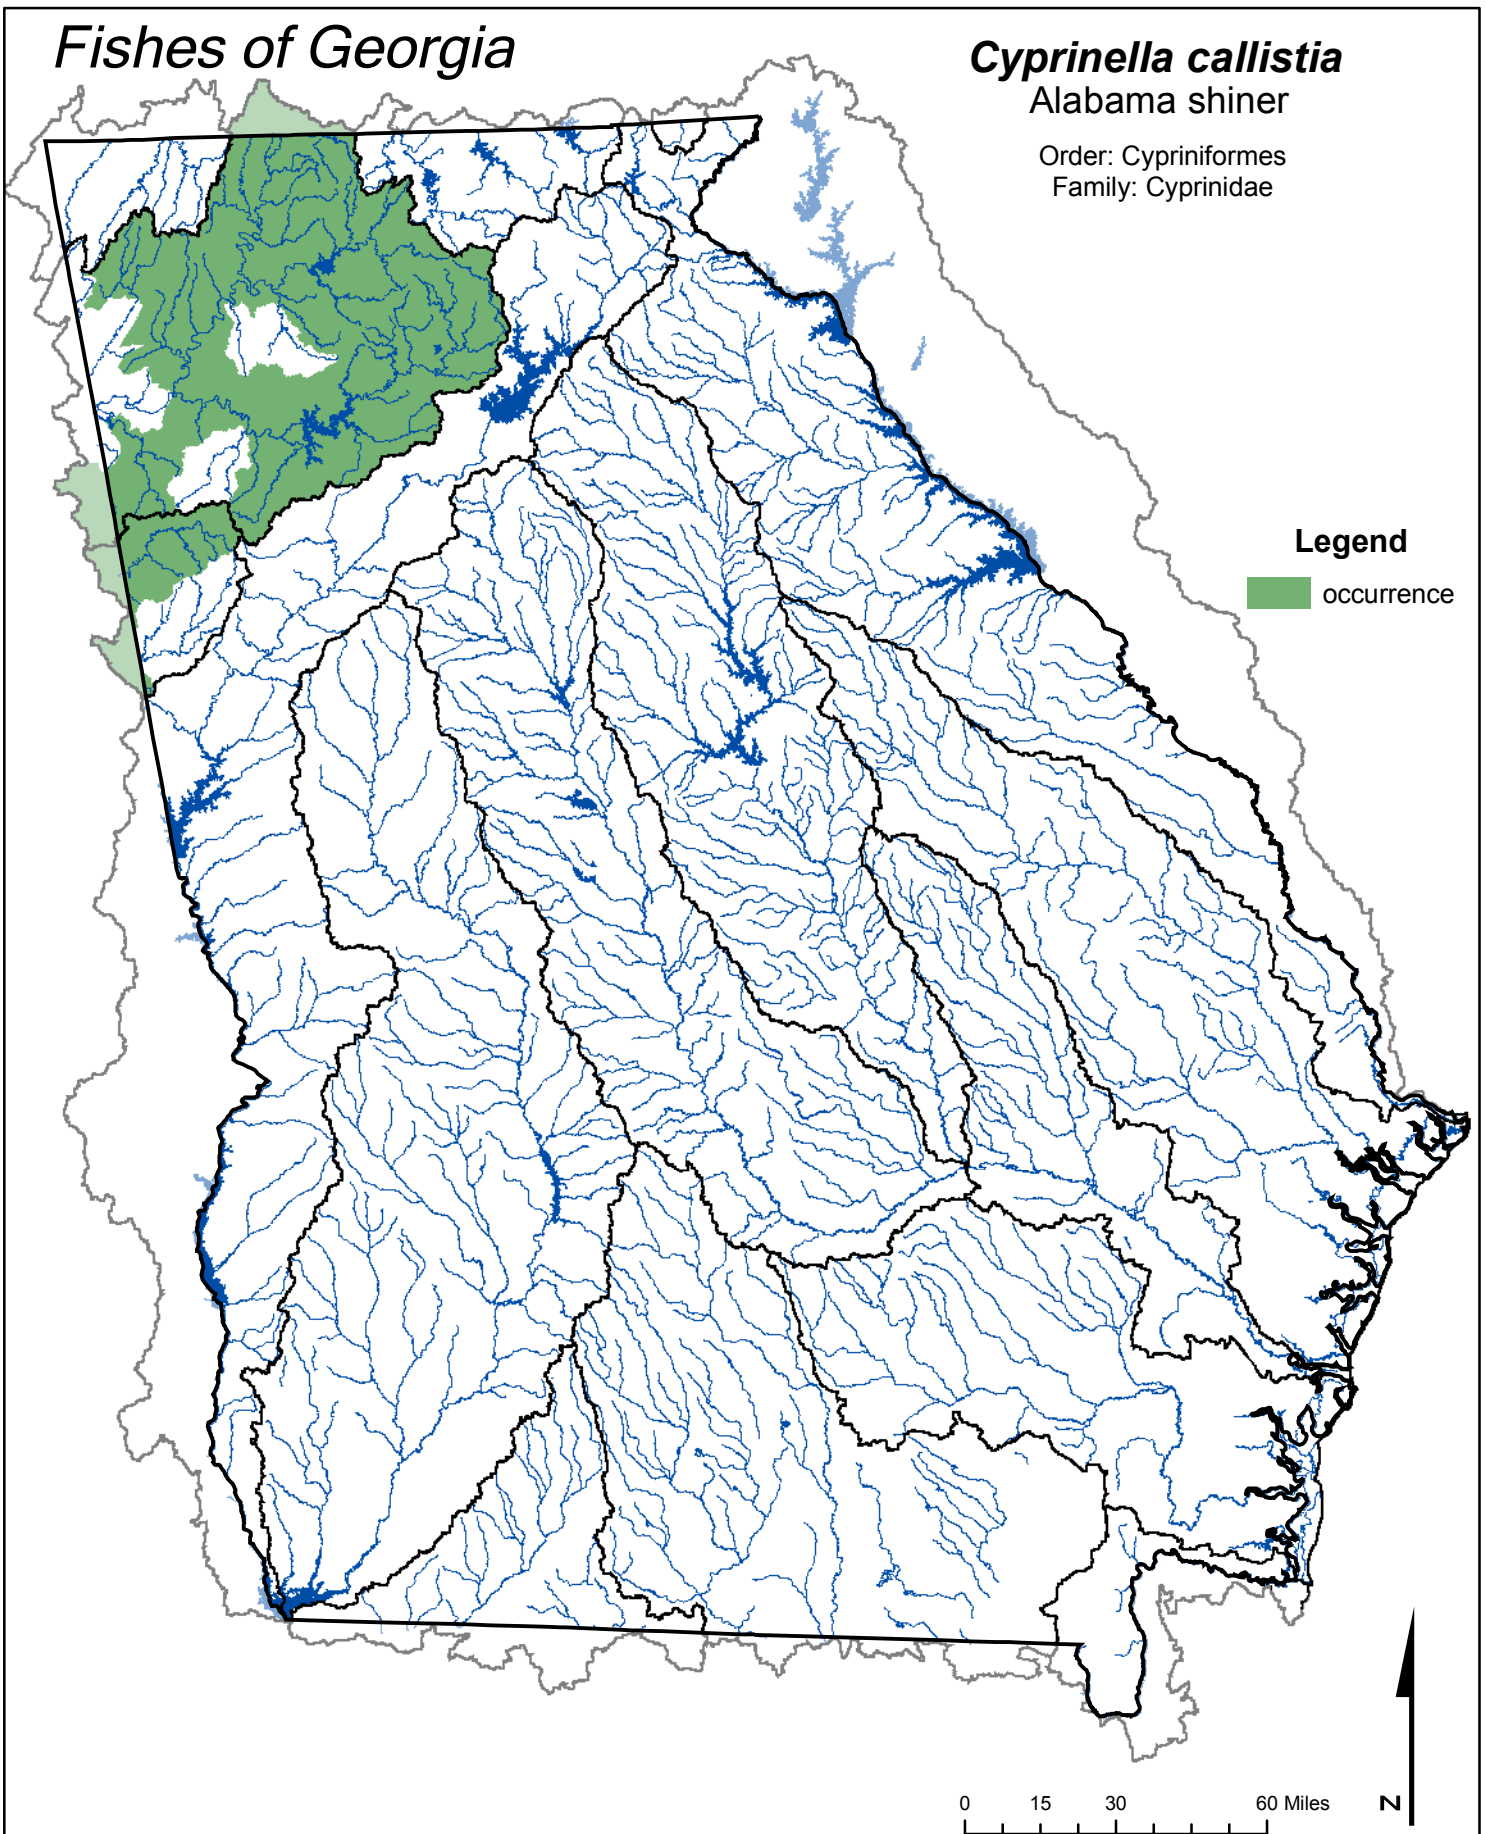 Fishes of Georgia
Cyprinella callistia
Alabama shiner
Order: Cypriniformes
Family: Cyprinidae
Legend
occurrence
0 15 30 60 Miles
N